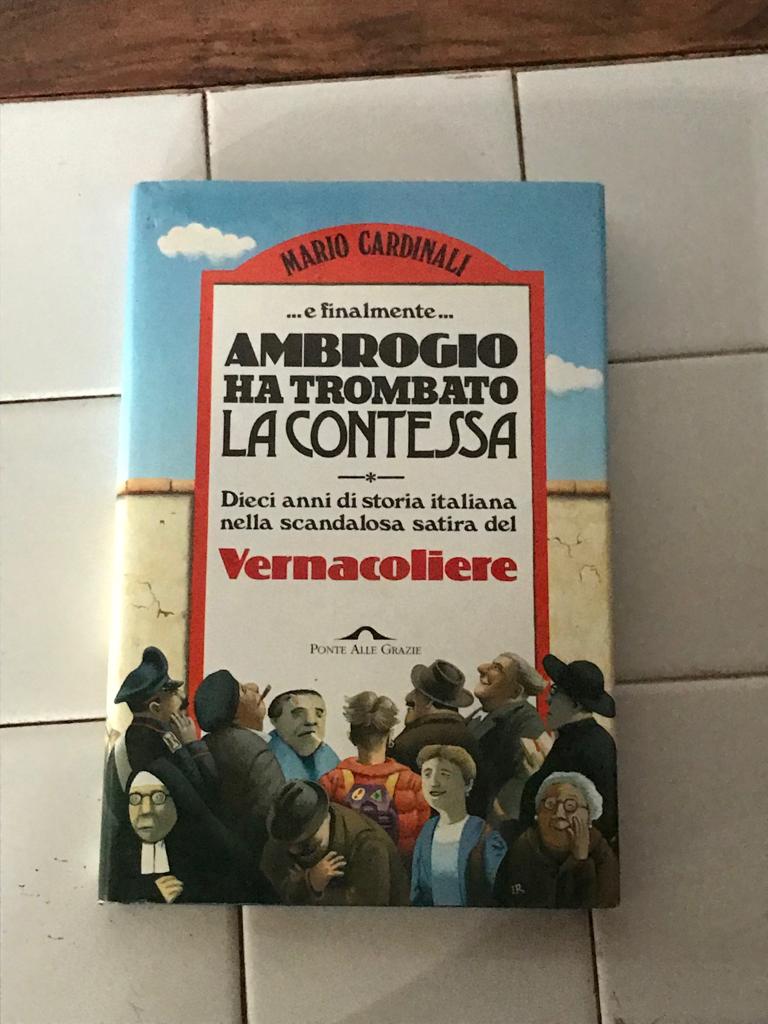 MARIO CARDINALI
...e finalmente...
AMBROGIO
HA TROMBATO
LA CONTESSA
*
Dieci anni di storia italiana
nella scandalosa satira del
Vernacoliere
PONTE ALLE GRAZIE